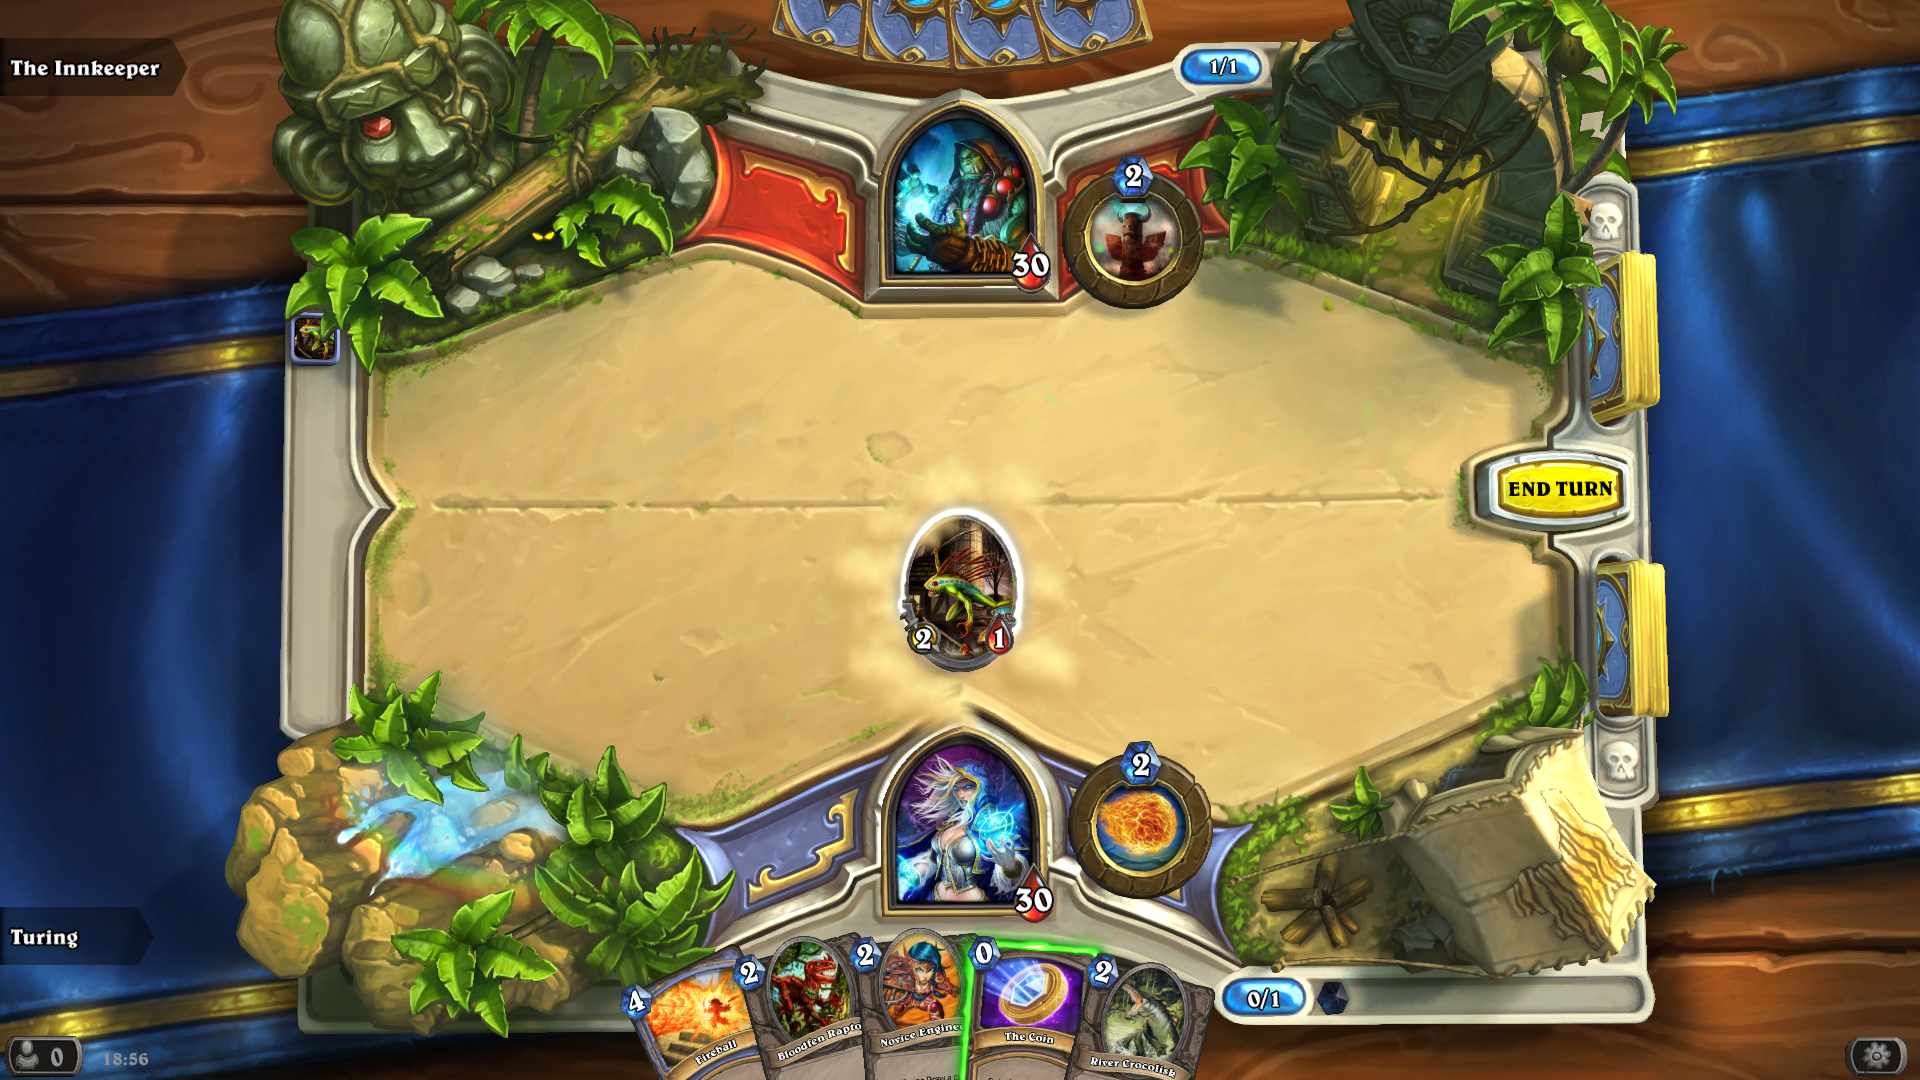 The Innkeeper
1/1
2
30
END TURN
2
1
2
30
Turing
4
Fireball
2
Bloodfen Rapto
2
Novice Engine
0
The Coin
2
River Crocolisk
0/1
0
18:56